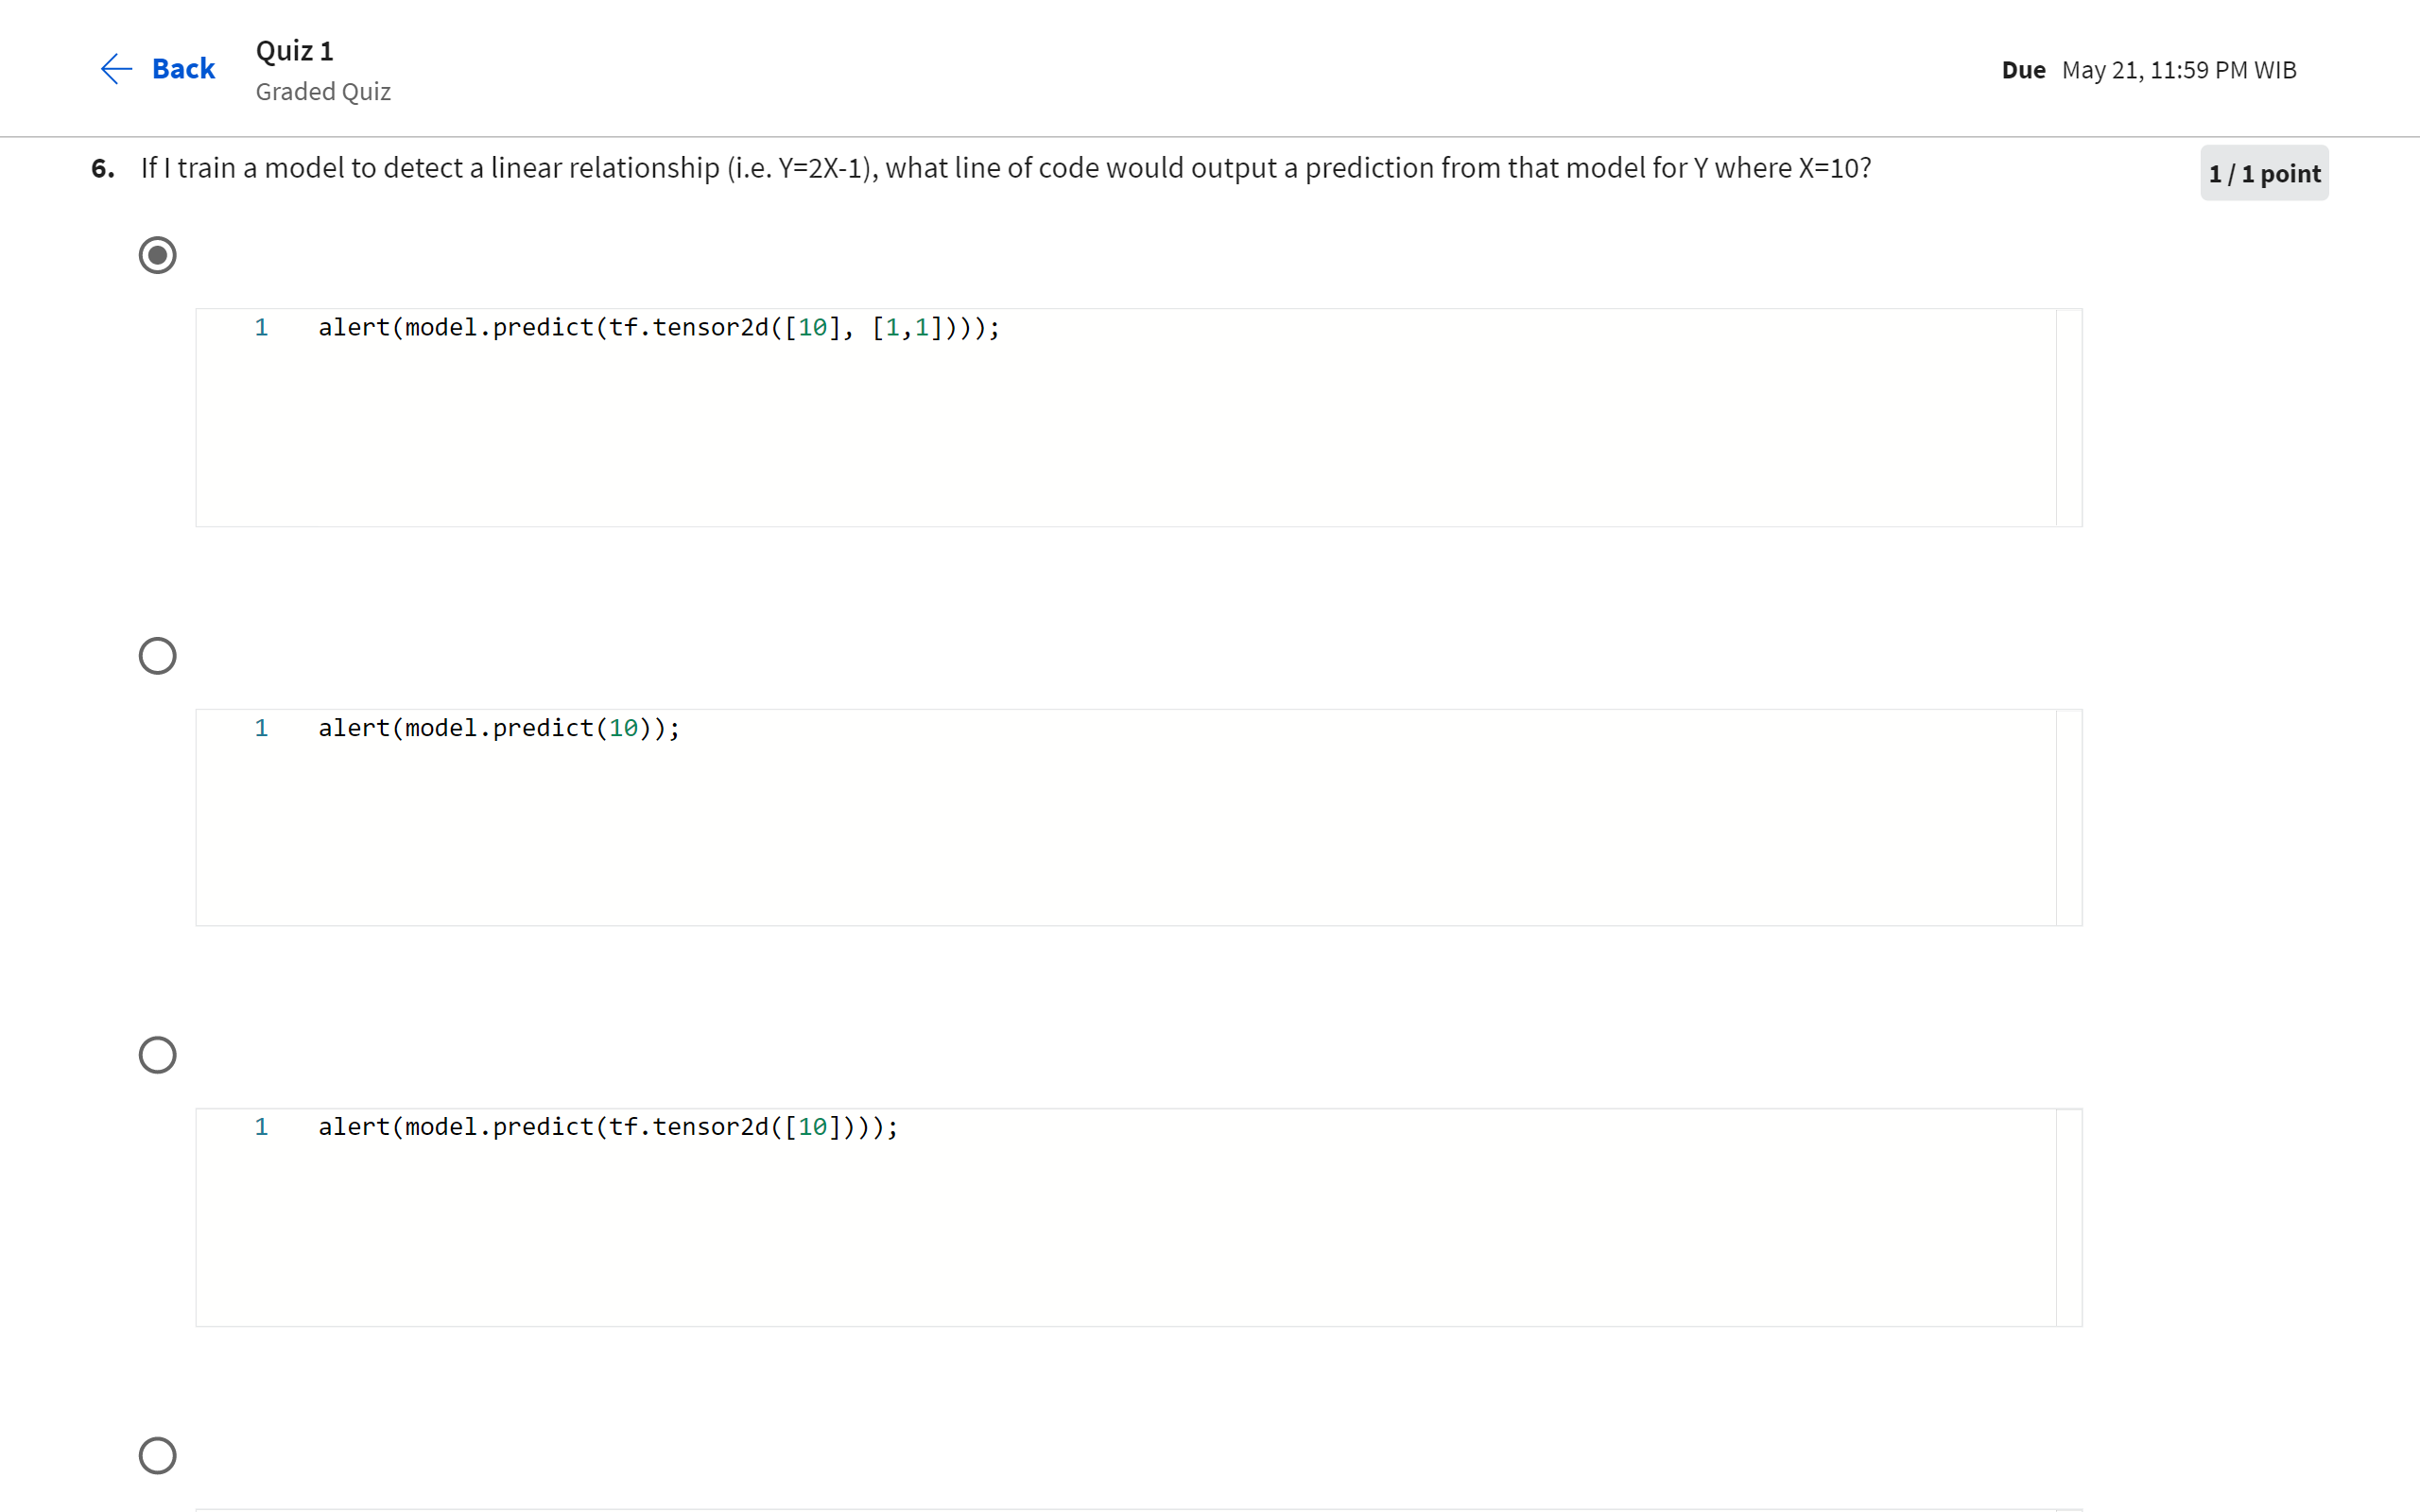 Back
Quiz 1
Graded Quiz
Due May 21, 11:59 PM WIB
6. If I train a model to detect a linear relationship (i.e. Y=2X-1), what line of code would output a prediction from that model for Y where X=10?
1 / 1 point
1 alert(model.predict(tf.tensor2d([10], [1,1])));
1 alert(model.predict(10));
1 alert(model.predict(tf.tensor2d([10])));